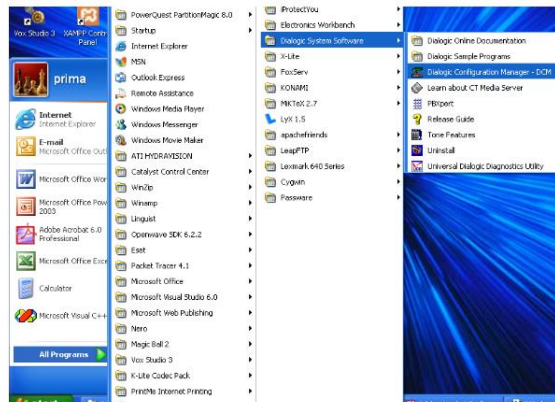 Vox Studio 3
XAMPP Contr
Panel
prima
Internet
Internet Explorer
E-mail
Microsoft Office Outl
Microsoft Office Wor
Microsoft Office Pow
2003
Adobe Acrobat 6.0
Professional
Microsoft Office Exce
Calculator
Microsoft Visual C++
All Programs
PowerQuest PartitionMagic 8.0
Startup
Internet Explorer
MSN
Outlook Express
Remote Assistance
Windows Media Player
Windows Messenger
Windows Movie Maker
ATI HYDRAVISION
Catalyst Control Center
WinZip
Winamp
Linguist
Openwave SDK 6.2.2
Eset
Packet Tracer 4.1
Microsoft Office
Microsoft Visual Studio 6.0
Microsoft Web Publishing
Nero
Magic Ball 2
Vox Studio 3
K-Lite Codec Pack
PrintMe Internet Printing
iProtectYou
Electronics Workbench
Dialogic System Software
X-Lite
FoxServ
KONAMI
MiKTeX 2.7
LyX 1.5
apachefriends
LeapFTP
Lexmark 640 Series
Cygwin
Passware
Dialogic Online Documentation
Dialogic Sample Programs
Dialogic Configuration Manager - DCM
Learn about CT Media Server
PBXpert
Release Guide
Tone Features
Uninstall
Universal Dialogic Diagnostics Utility